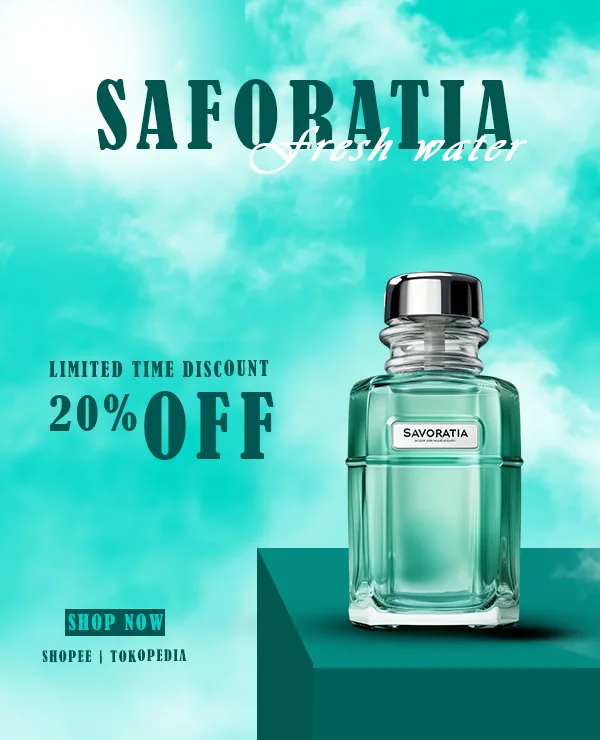 SAFORATIA
fresh water
LIMITED TIME DISCOUNT
20% OFF
SAVORATIA
SHOP NOW
SHOPEE | TOKOPEDIA